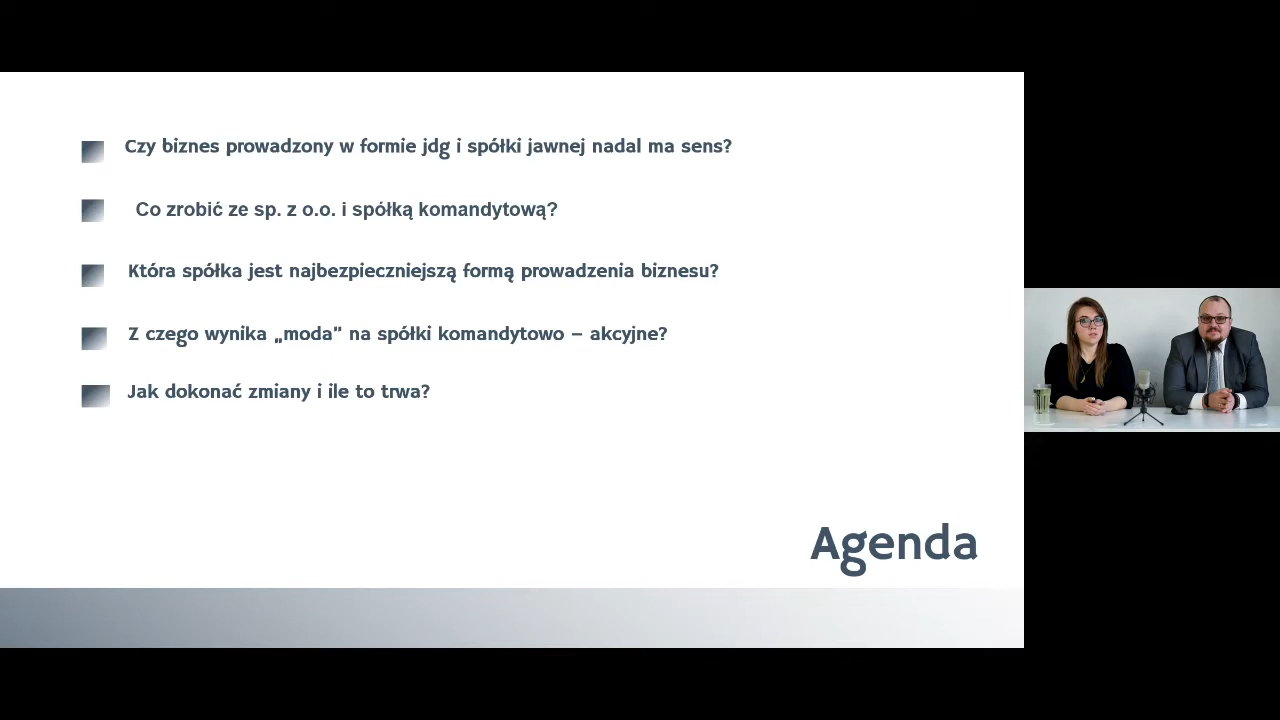 Czy biznes prowadzony w formie jdg i spółki jawnej nadal ma sens?
Co zrobić ze sp. z o.o. i spółką komandytową?
Która spółka jest najbezpieczniejszą formą prowadzenia biznesu?
Z czego wynika „moda” na spółki komandytowo – akcyjne?
Jak dokonać zmiany i ile to trwa?
Agenda